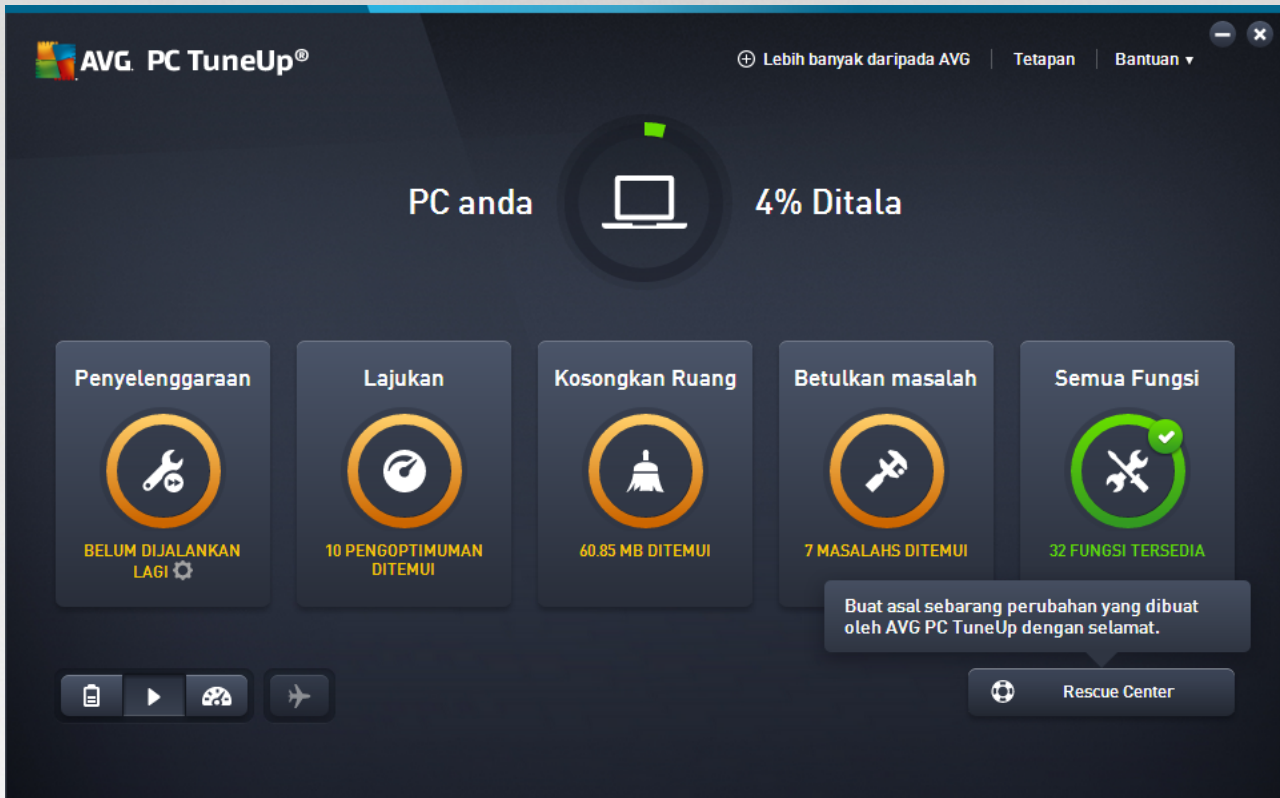 AVG PC TuneUp®
Lebih banyak daripada AVG
Tetapan
Bantuan
PC anda
4% Ditala
Penyelenggaraan
BELUM DIJALANKAN
LAGI
Lajukan
10 PENGOPTIMUMAN
DITEMUI
Kosongkan Ruang
60.85 MB DITEMUI
Betulkan masalah
7 MASALAHS DITEMUI
Semua Fungsi
32 FUNGSI TERSEDIA
Buat asal sebarang perubahan yang dibuat
oleh AVG PC TuneUp dengan selamat.
Rescue Center